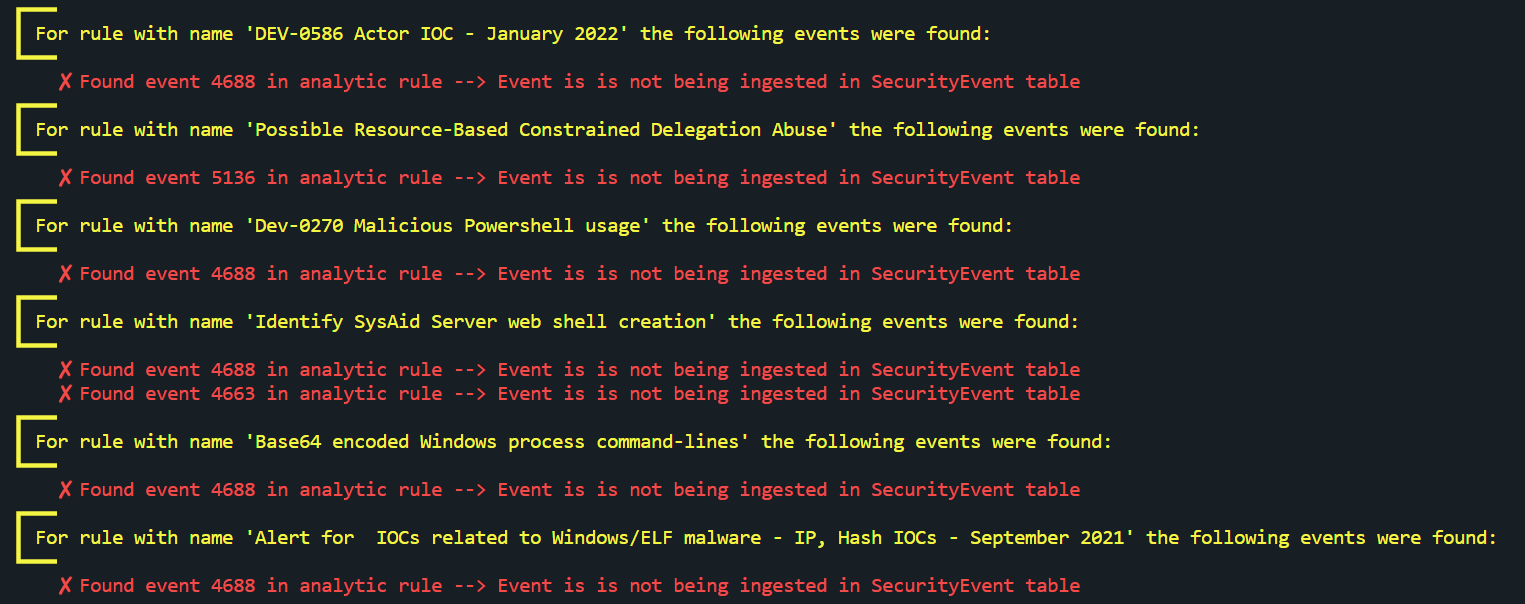 For rule with name 'DEV-0586 Actor IOC - January 2022' the following events were found:
✗ Found event 4688 in analytic rule --> Event is is not being ingested in SecurityEvent table
For rule with name 'Possible Resource-Based Constrained Delegation Abuse' the following events were found:
✗ Found event 5136 in analytic rule --> Event is is not being ingested in SecurityEvent table
For rule with name 'Dev-0270 Malicious Powershell usage' the following events were found:
✗ Found event 4688 in analytic rule --> Event is is not being ingested in SecurityEvent table
For rule with name 'Identify SysAid Server web shell creation' the following events were found:
✗ Found event 4688 in analytic rule --> Event is is not being ingested in SecurityEvent table
✗ Found event 4663 in analytic rule --> Event is is not being ingested in SecurityEvent table
For rule with name 'Base64 encoded Windows process command-lines' the following events were found:
✗ Found event 4688 in analytic rule --> Event is is not being ingested in SecurityEvent table
For rule with name 'Alert for  IOCs related to Windows/ELF malware - IP, Hash IOCs - September 2021' the following events were found:
✗ Found event 4688 in analytic rule --> Event is is not being ingested in SecurityEvent table